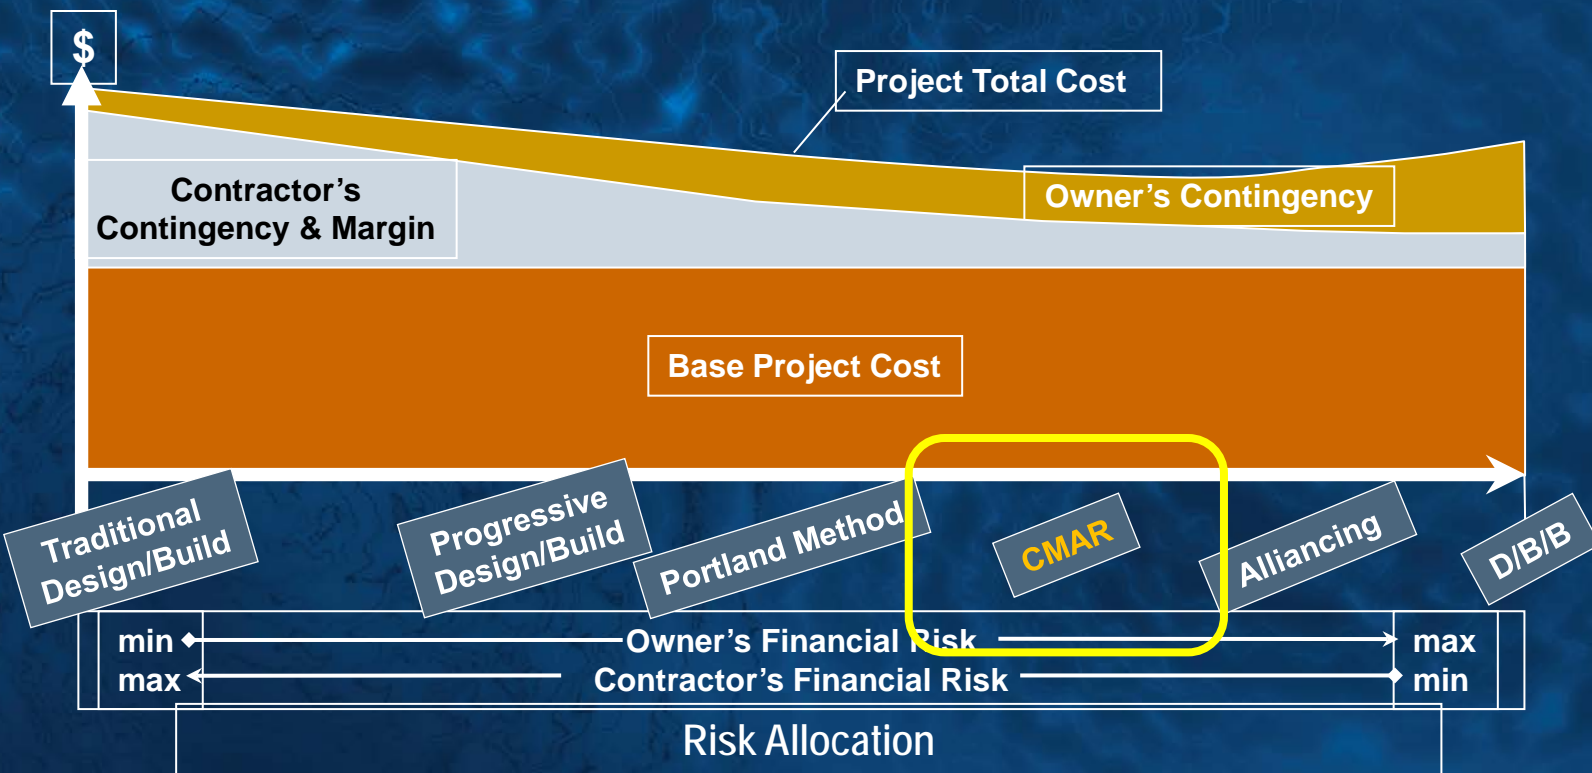 $
Project Total Cost
Contractor’s
Contingency & Margin
Owner’s Contingency
Base Project Cost
Traditional
Design/Build
Progressive
Design/Build
Portland Method
CMAR
Alliancing
D/B/B
min Owner’s Financial Risk max
max Contractor’s Financial Risk min
Risk Allocation